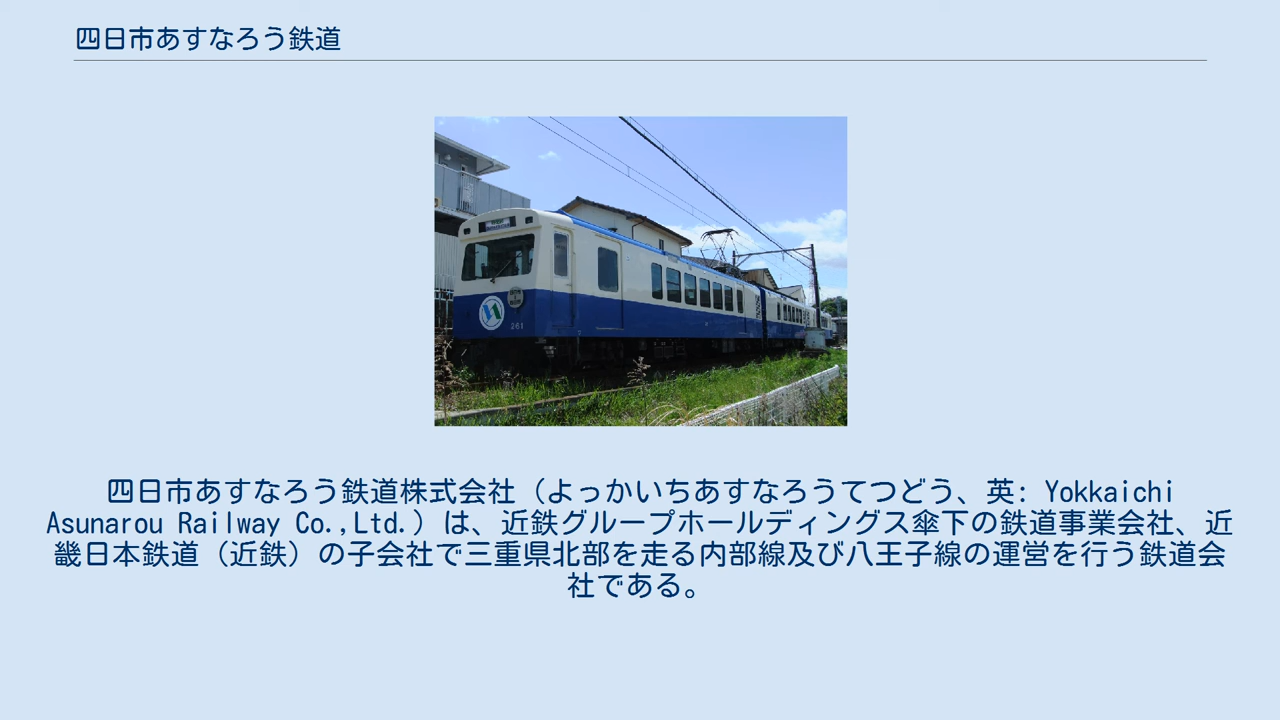 四日市あすなろう鉄道
261
四日市あすなろう鉄道株式会社（よっかいちあすなろうてつどう、英: Yokkaichi
Asunarou Railway Co.,Ltd.）は、近鉄グループホールディングス傘下の鉄道事業会社、近
畿日本鉄道（近鉄）の子会社で三重県北部を走る内部線及び八王子線の運営を行う鉄道会
社である。